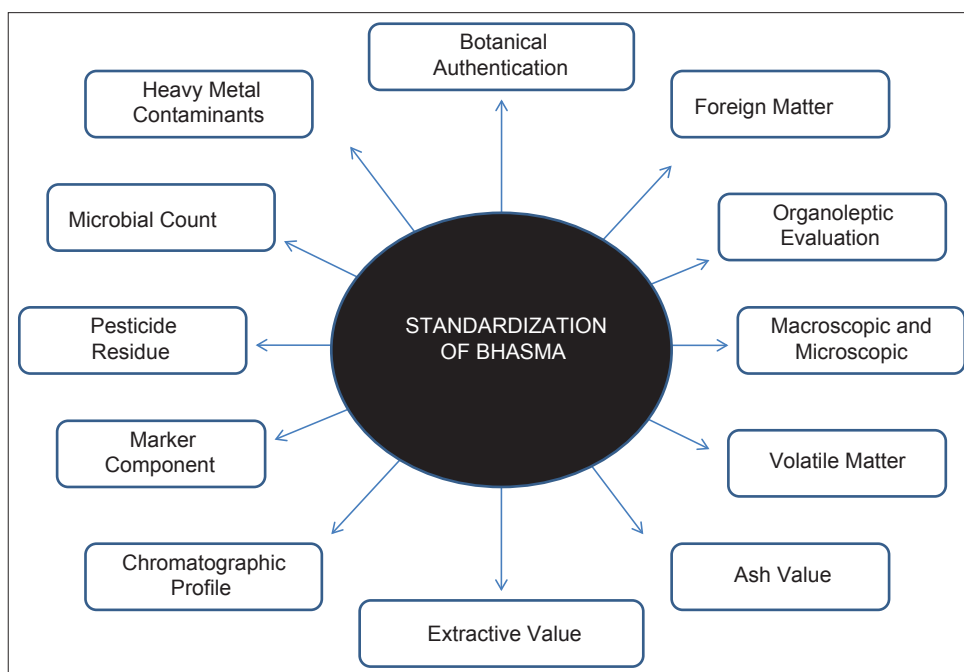 Botanical
Authentication
Heavy Metal
Contaminants
Foreign Matter
Microbial Count
Organoleptic
Evaluation
STANDARDIZATION
OF BHASMA
Pesticide
Residue
Macroscopic and
Microscopic
Marker
Component
Volatile Matter
Chromatographic
Profile
Ash Value
Extractive Value